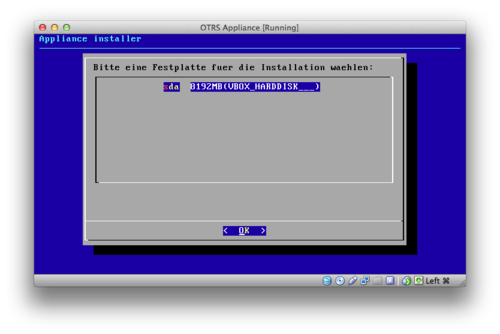 OTRS Appliance [Running]
Appliance installer
Bitte eine Festplatte fuer die Installation waehlen:
sda 8192MB(VBOX_HARDDISK___)
< OK >
Left ⌘